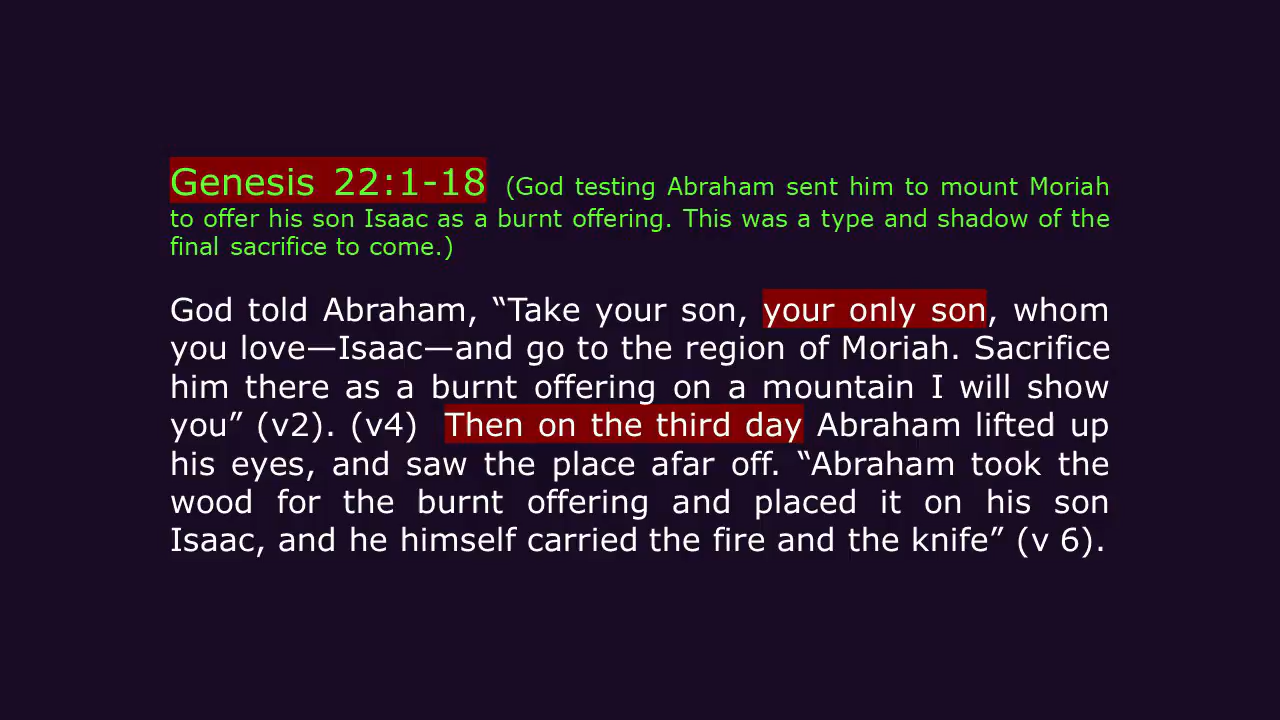 Genesis 22:1-18 (God testing Abraham sent him to mount Moriah
to offer his son Isaac as a burnt offering. This was a type and shadow of the
final sacrifice to come.)
God told Abraham, “Take your son, your only son, whom
you love—Isaac—and go to the region of Moriah. Sacrifice
him there as a burnt offering on a mountain I will show
you” (v2). (v4) Then on the third day Abraham lifted up
his eyes, and saw the place afar off. “Abraham took the
wood for the burnt offering and placed it on his son
Isaac, and he himself carried the fire and the knife” (v 6).